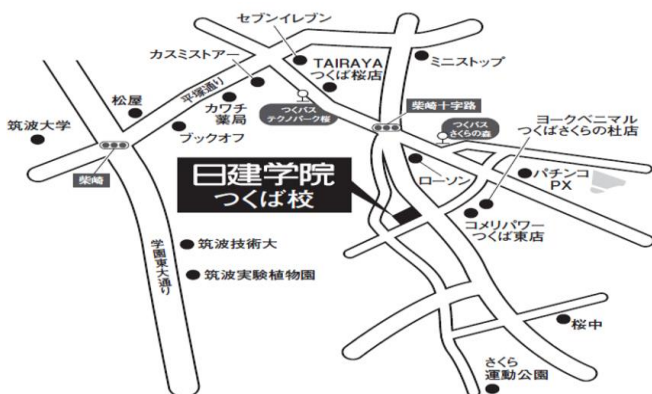 セブンイレブン
カスミストアー
TAIRAYA
つくば桜店
ミニストップ
松屋
平塚通り
カワチ
薬局
つくバス
テクノパーク桜
柴崎十字路
つくバス
さくらの森
ヨークベニマル
つくばさくらの杜店
筑波大学
ブックオフ
柴崎
日建学院
つくば校
ローソン
パチンコ
PX
コメリパワー
つくば東店
学園東大通り
筑波技術大
筑波実験植物園
桜中
さくら
運動公園